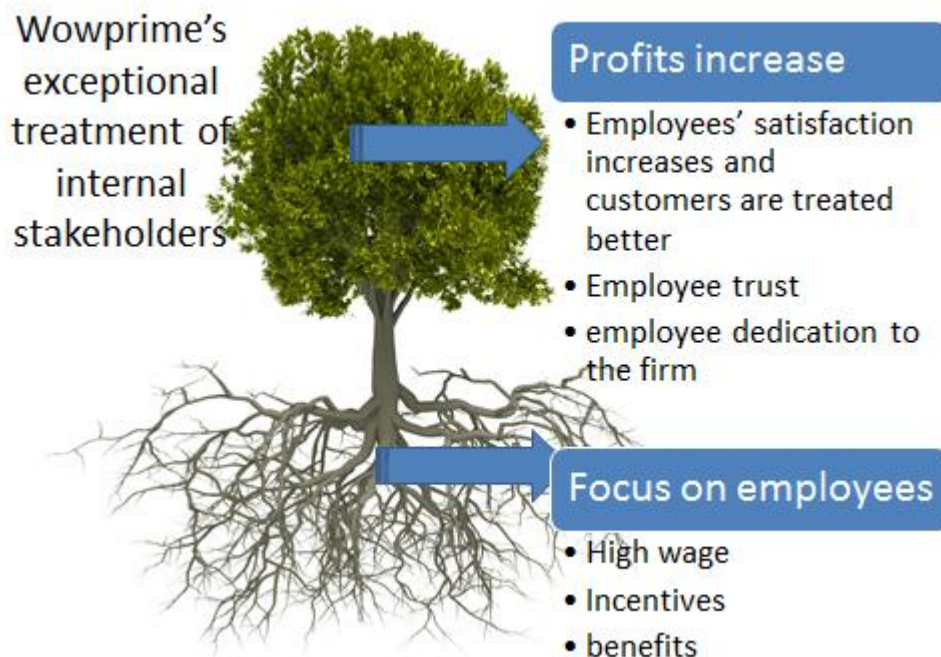 Wowprime’s
exceptional
treatment of
internal
stakeholders
Profits increase
• Employees’ satisfaction
increases and
customers are treated
better
• Employee trust
• employee dedication to
the firm
Focus on employees
• High wage
• Incentives
• benefits